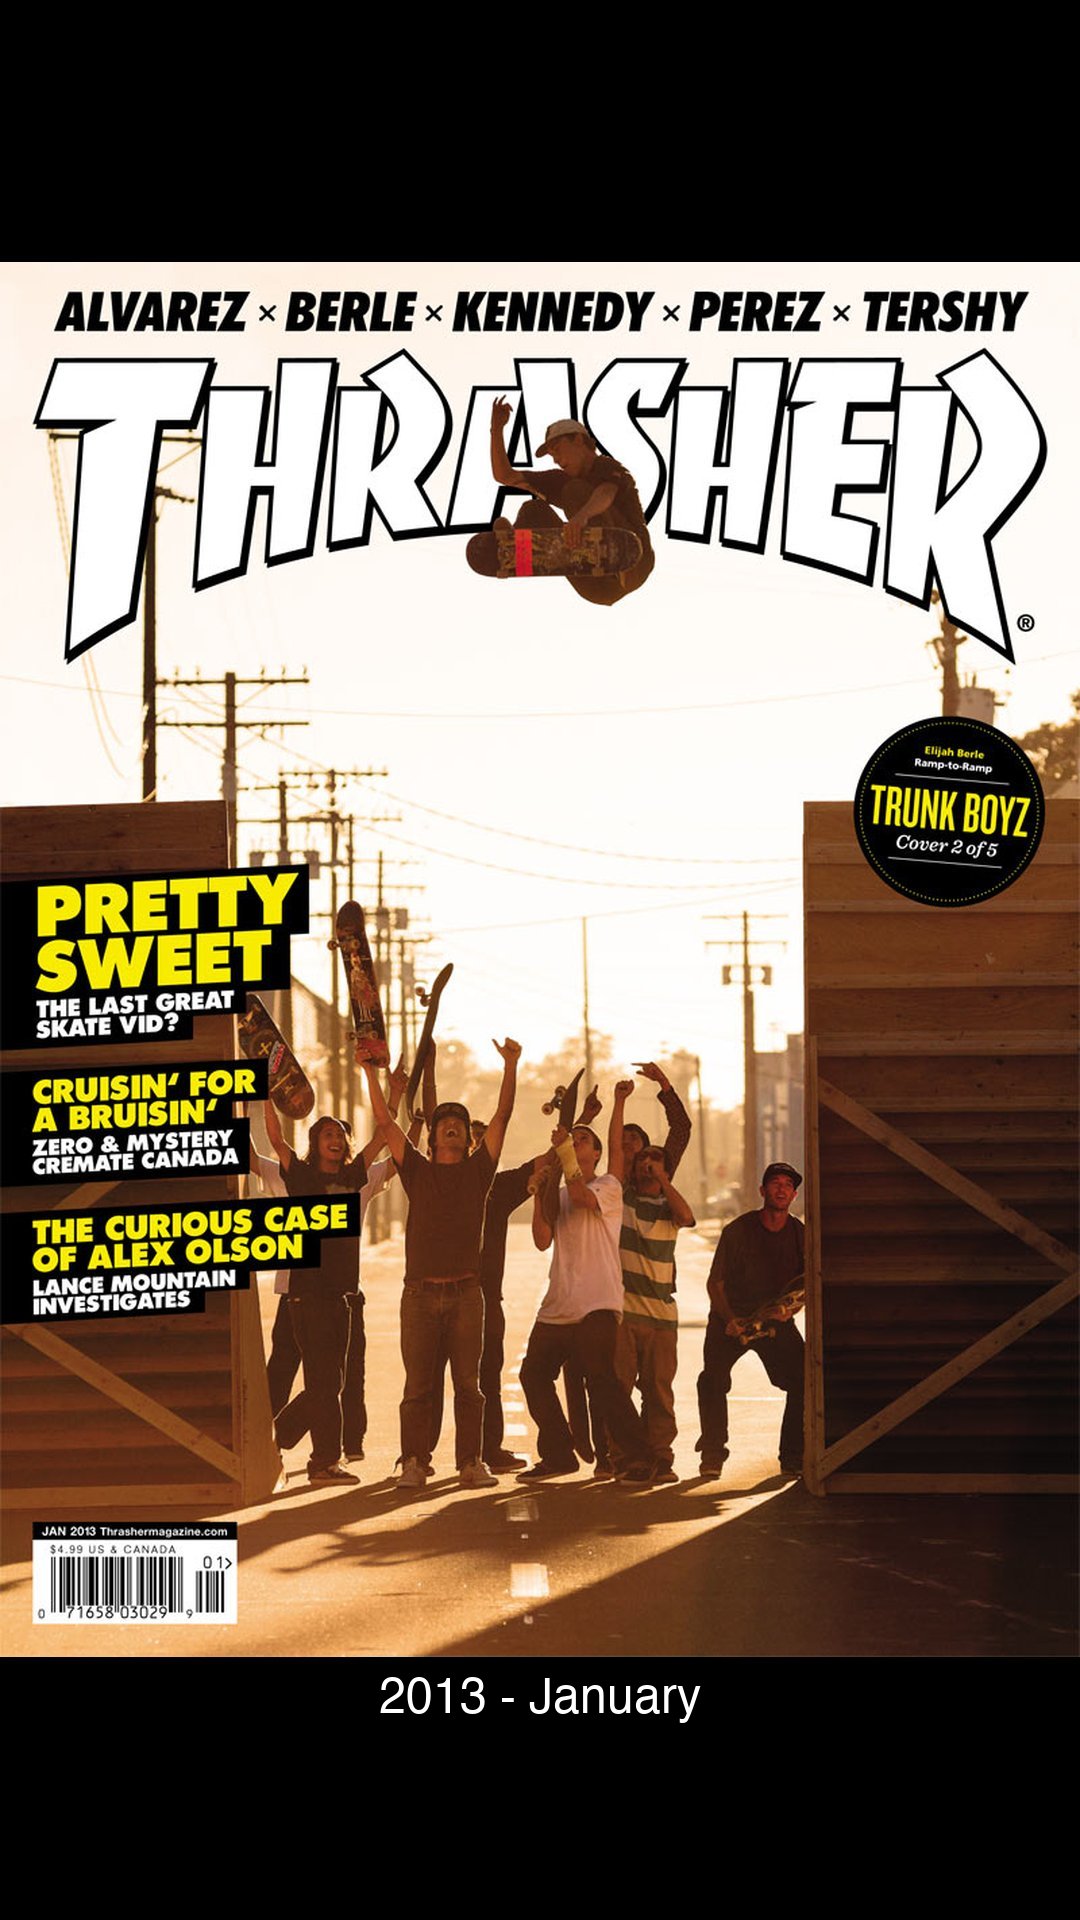 ALVAREZ × BERLE × KENNEDY × PEREZ × TERSHY
THRASHER®
Elijah Berle
Ramp-to-Ramp
TRUNK BOYZ
Cover 2 of 5
PRETTY
SWEET
THE LAST GREAT
SKATE VID?
CRUISIN' FOR
A BRUISIN'
ZERO & MYSTERY
CREMATE CANADA
THE CURIOUS CASE
OF ALEX OLSON
LANCE MOUNTAIN
INVESTIGATES
JAN 2013 Thrashermagazine.com
$4.99 US & CANADA
01>
0 71658 03029 9
2013 - January